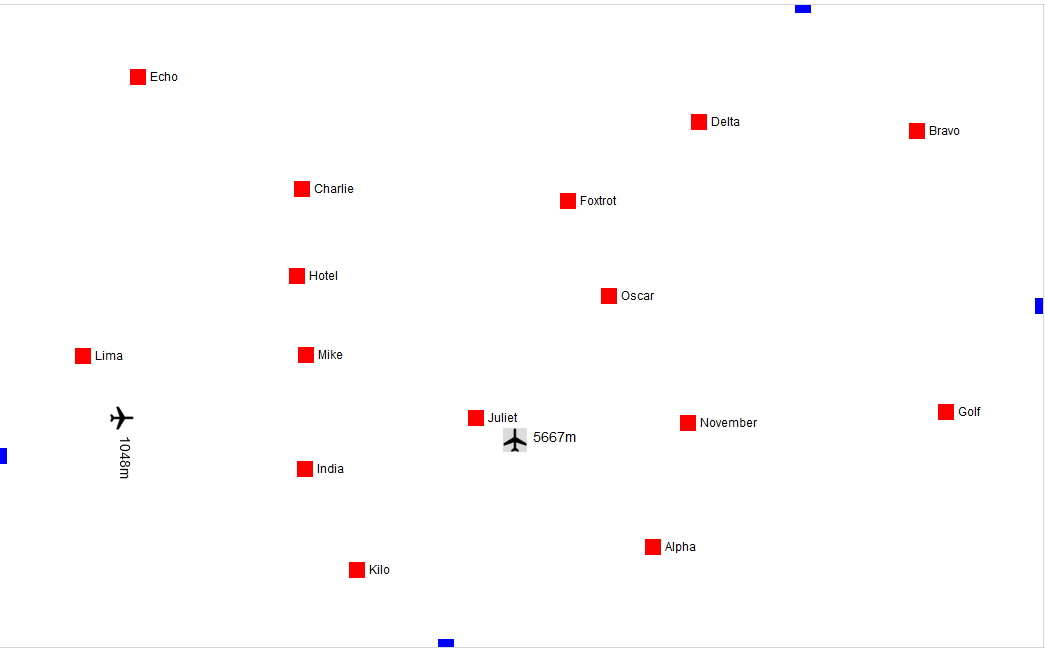 Echo
Delta
Bravo
Charlie
Foxtrot
Hotel
Oscar
Lima
Mike
Golf
Juliet
November
5667m
1048m
India
Alpha
Kilo